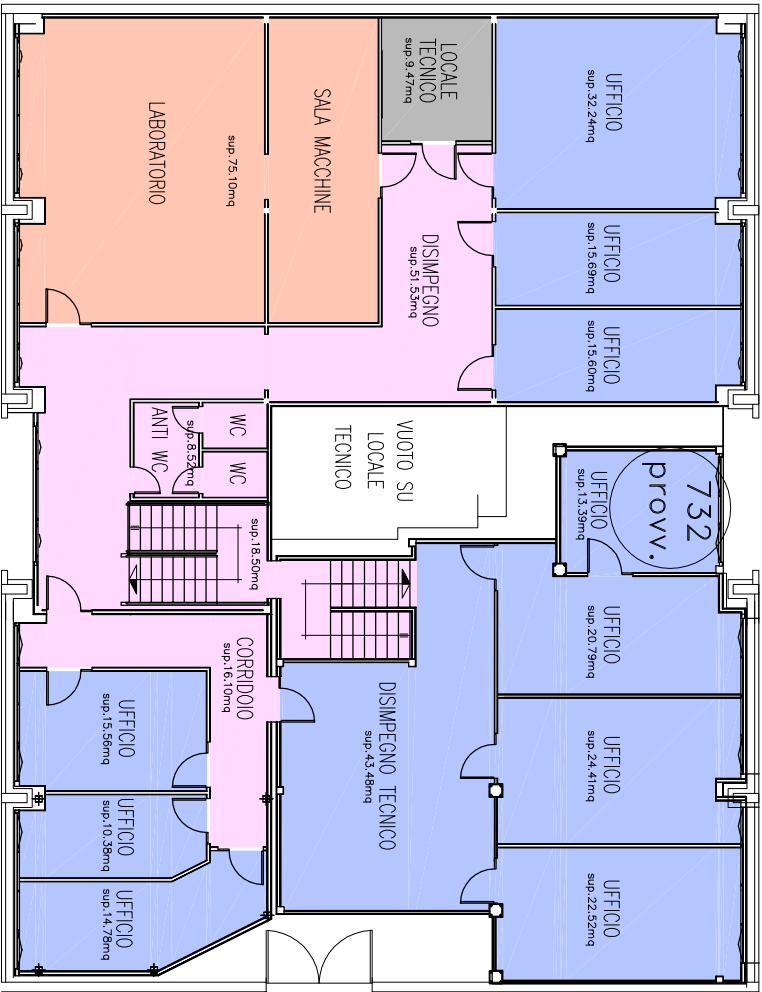 LABORATORIO
sup.75.10mq
SALA MACCHINE
LOCALE
TECNICO
sup.9.47mq
UFFICIO
sup.32.24mq
UFFICIO
sup.15.69mq
UFFICIO
sup.15.60mq
DISIMPEGNO
sup.51.53mq
ANTI WC
sup.8.52mq
WC
WC
VUOTO SU
LOCALE
TECNICO
732
provv.
UFFICIO
sup.13.39mq
sup.18.50mq
UFFICIO
sup.20.79mq
CORRIDOIO
sup.16.10mq
DISIMPEGNO TECNICO
sup.43.48mq
UFFICIO
sup.24.41mq
UFFICIO
sup.22.52mq
UFFICIO
sup.15.56mq
UFFICIO
sup.10.38mq
UFFICIO
sup.14.78mq